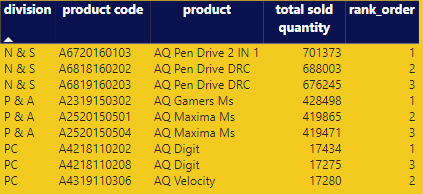 division product code product total sold quantity rank_order
N & S A6720160103 AQ Pen Drive 2 IN 1 701373 1
N & S A6818160202 AQ Pen Drive DRC 688003 2
N & S A6819160203 AQ Pen Drive DRC 676245 3
P & A A2319150302 AQ Gamers Ms 428498 1
P & A A2520150501 AQ Maxima Ms 419865 2
P & A A2520150504 AQ Maxima Ms 419471 3
PC A4218110202 AQ Digit 17434 1
PC A4218110208 AQ Digit 17275 3
PC A4319110306 AQ Velocity 17280 2